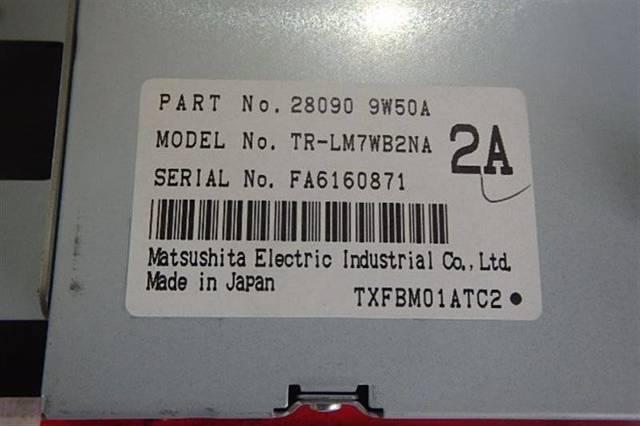 PART No. 28090 9W50A
MODEL No. TR-LM7WB2NA
2A
SERIAL No. FA6160871
Matsushita Electric Industrial Co., Ltd.
Made in Japan
TXFBM01ATC2